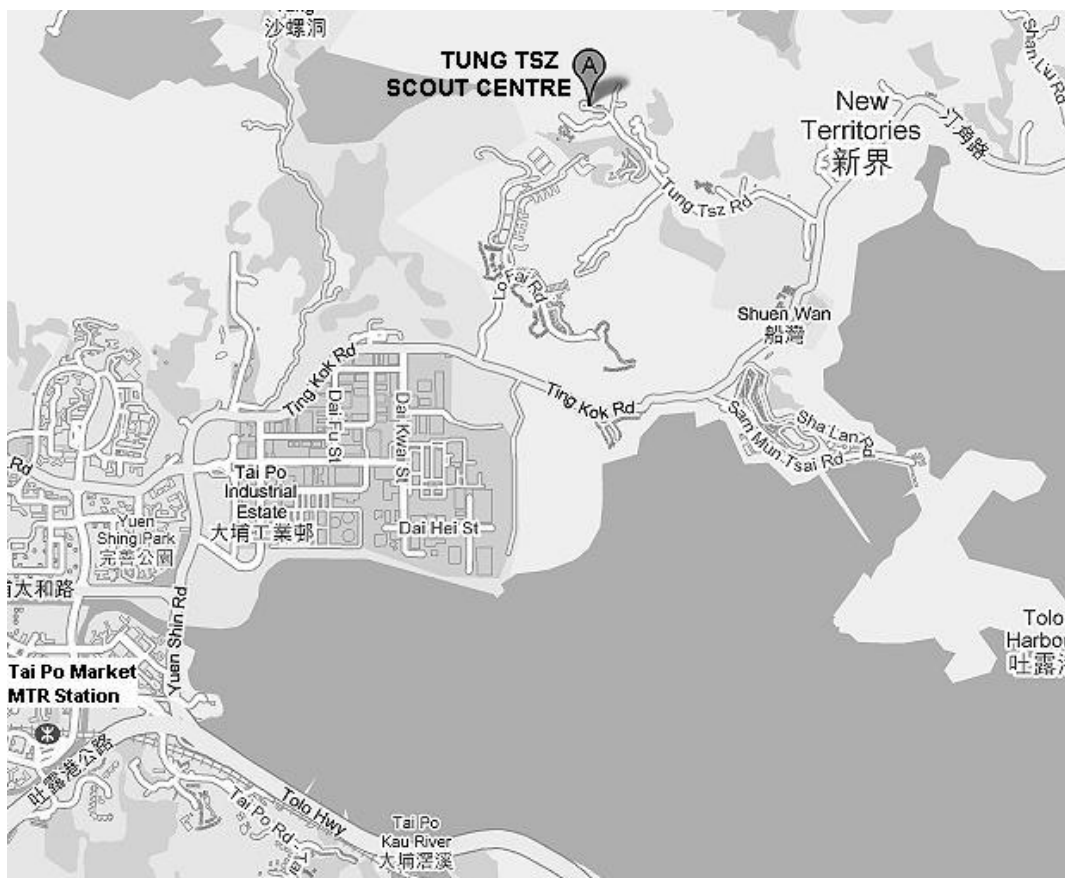 沙螺洞
TUNG TSZ
SCOUT CENTRE
A
Shan Liu Rd
New
Territories
新界
汀角路
Tung Tsz Rd
Lo Fai Rd
Shuen Wan
船灣
Ting Kok Rd
Ting Kok Rd
Dai Fu St
Dai Kwai St
Sha Lan Rd
Sam Mun Tsai Rd
Rd
Tai Po
Industrial
Estate
大埔工業邨
Yuen
Shing Park
完善公園
Dai Hei St
太和路
Yuen Shin Rd
Tolo
吐露
Tai Po Market
MTR Station
吐露港公路
Tolo Hwy
Tai Po Rd
Tai Po
Kau River
大埔滘溪